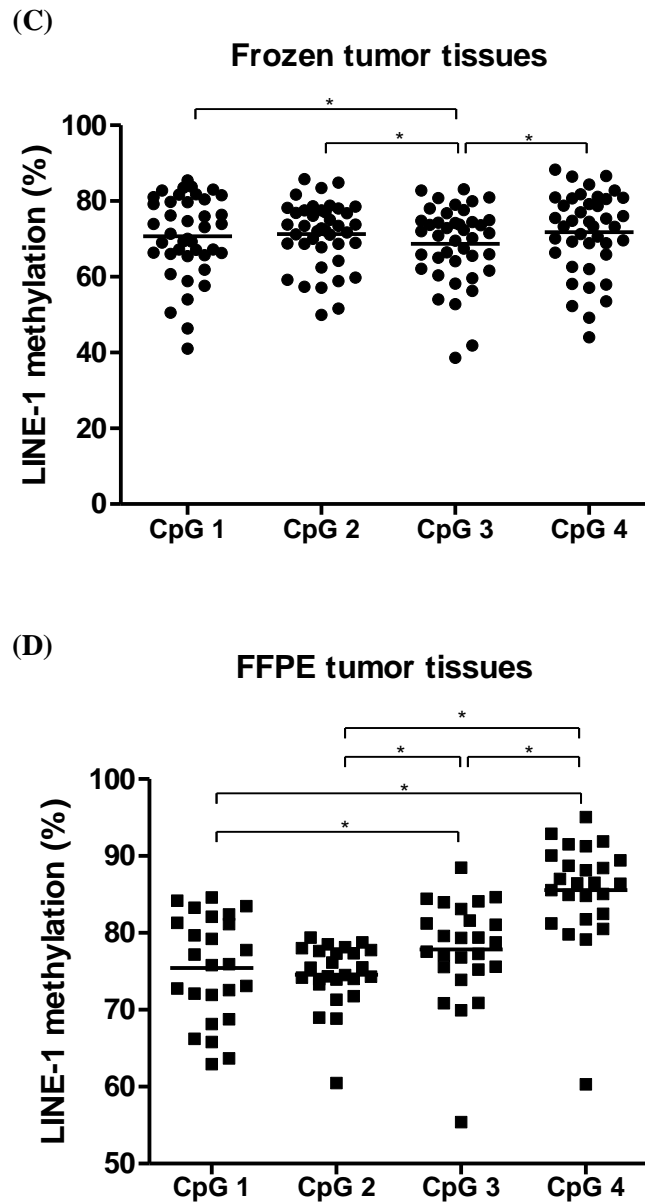 (C)
Frozen tumor tissues
*
* *
100
80
60
40
20
0
LINE-1 methylation (%)
CpG 1 CpG 2 CpG 3 CpG 4
(D)
FFPE tumor tissues
*
* *
*
*
100
90
80
70
60
50
LINE-1 methylation (%)
CpG 1 CpG 2 CpG 3 CpG 4